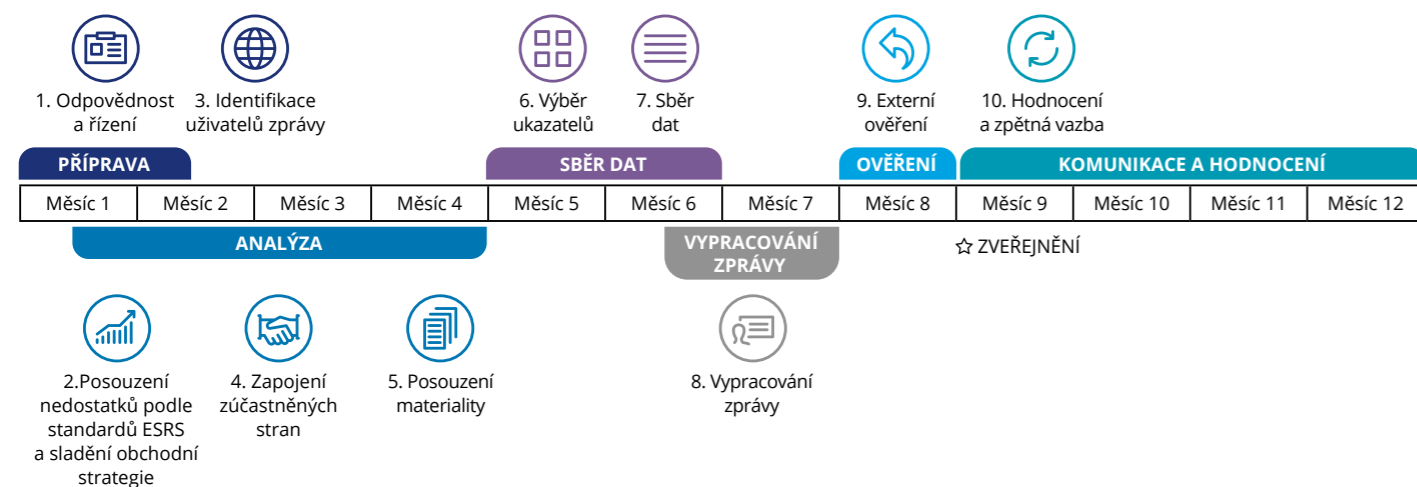 1. Odpovědnost
a řízení
3. Identifikace
uživatelů zprávy
6. Výběr
ukazatelů
7. Sběr
dat
9. Externí
ověření
10. Hodnocení
a zpětná vazba
PŘÍPRAVA
SBĚR DAT
OVĚŘENÍ
KOMUNIKACE A HODNOCENÍ
Měsíc 1
Měsíc 2
Měsíc 3
Měsíc 4
Měsíc 5
Měsíc 6
Měsíc 7
Měsíc 8
Měsíc 9
Měsíc 10
Měsíc 11
Měsíc 12
ANALÝZA
VYPRACOVÁNÍ
ZPRÁVY
☆ ZVEŘEJNĚNÍ
2.Posouzení
nedostatků podle
standardů ESRS
a sladění obchodní
strategie
4. Zapojení
zúčastněných
stran
5. Posouzení
materiality
8. Vypracování
zprávy